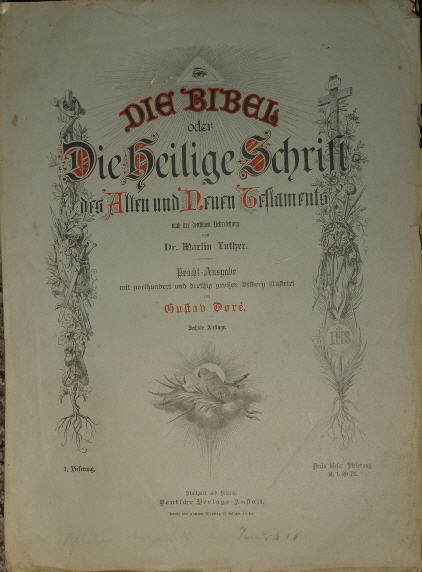 DIE BIBEL
oder
Die Heilige Schrift
des Alten und Neuen Testaments
nach der deutschen Uebersetzung
von
Dr. Martin Luther.
Pracht-Ausgabe
mit zweihundert und dreißig großen Bildern illustrirt
von
Gustav Doré.
Sechste Auflage.
IHS
1. Lieferung.
Preis dieser Lieferung
Stuttgart und Leipzig.
Deutsche Verlags-Anstalt.